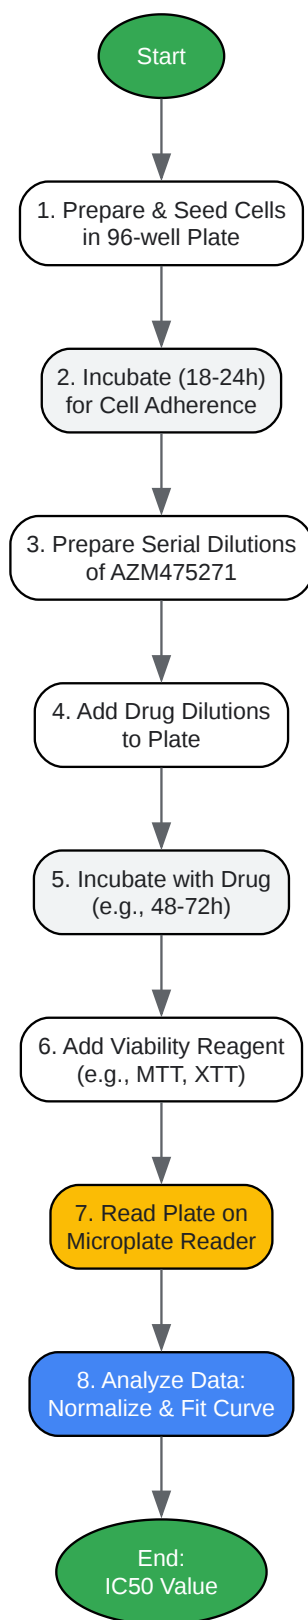 Start
1. Prepare & Seed Cells
in 96-well Plate
2. Incubate (18-24h)
for Cell Adherence
3. Prepare Serial Dilutions
of AZM475271
4. Add Drug Dilutions
to Plate
5. Incubate with Drug
(e.g., 48-72h)
6. Add Viability Reagent
(e.g., MTT, XTT)
7. Read Plate on
Microplate Reader
8. Analyze Data:
Normalize & Fit Curve
End:
IC50 Value